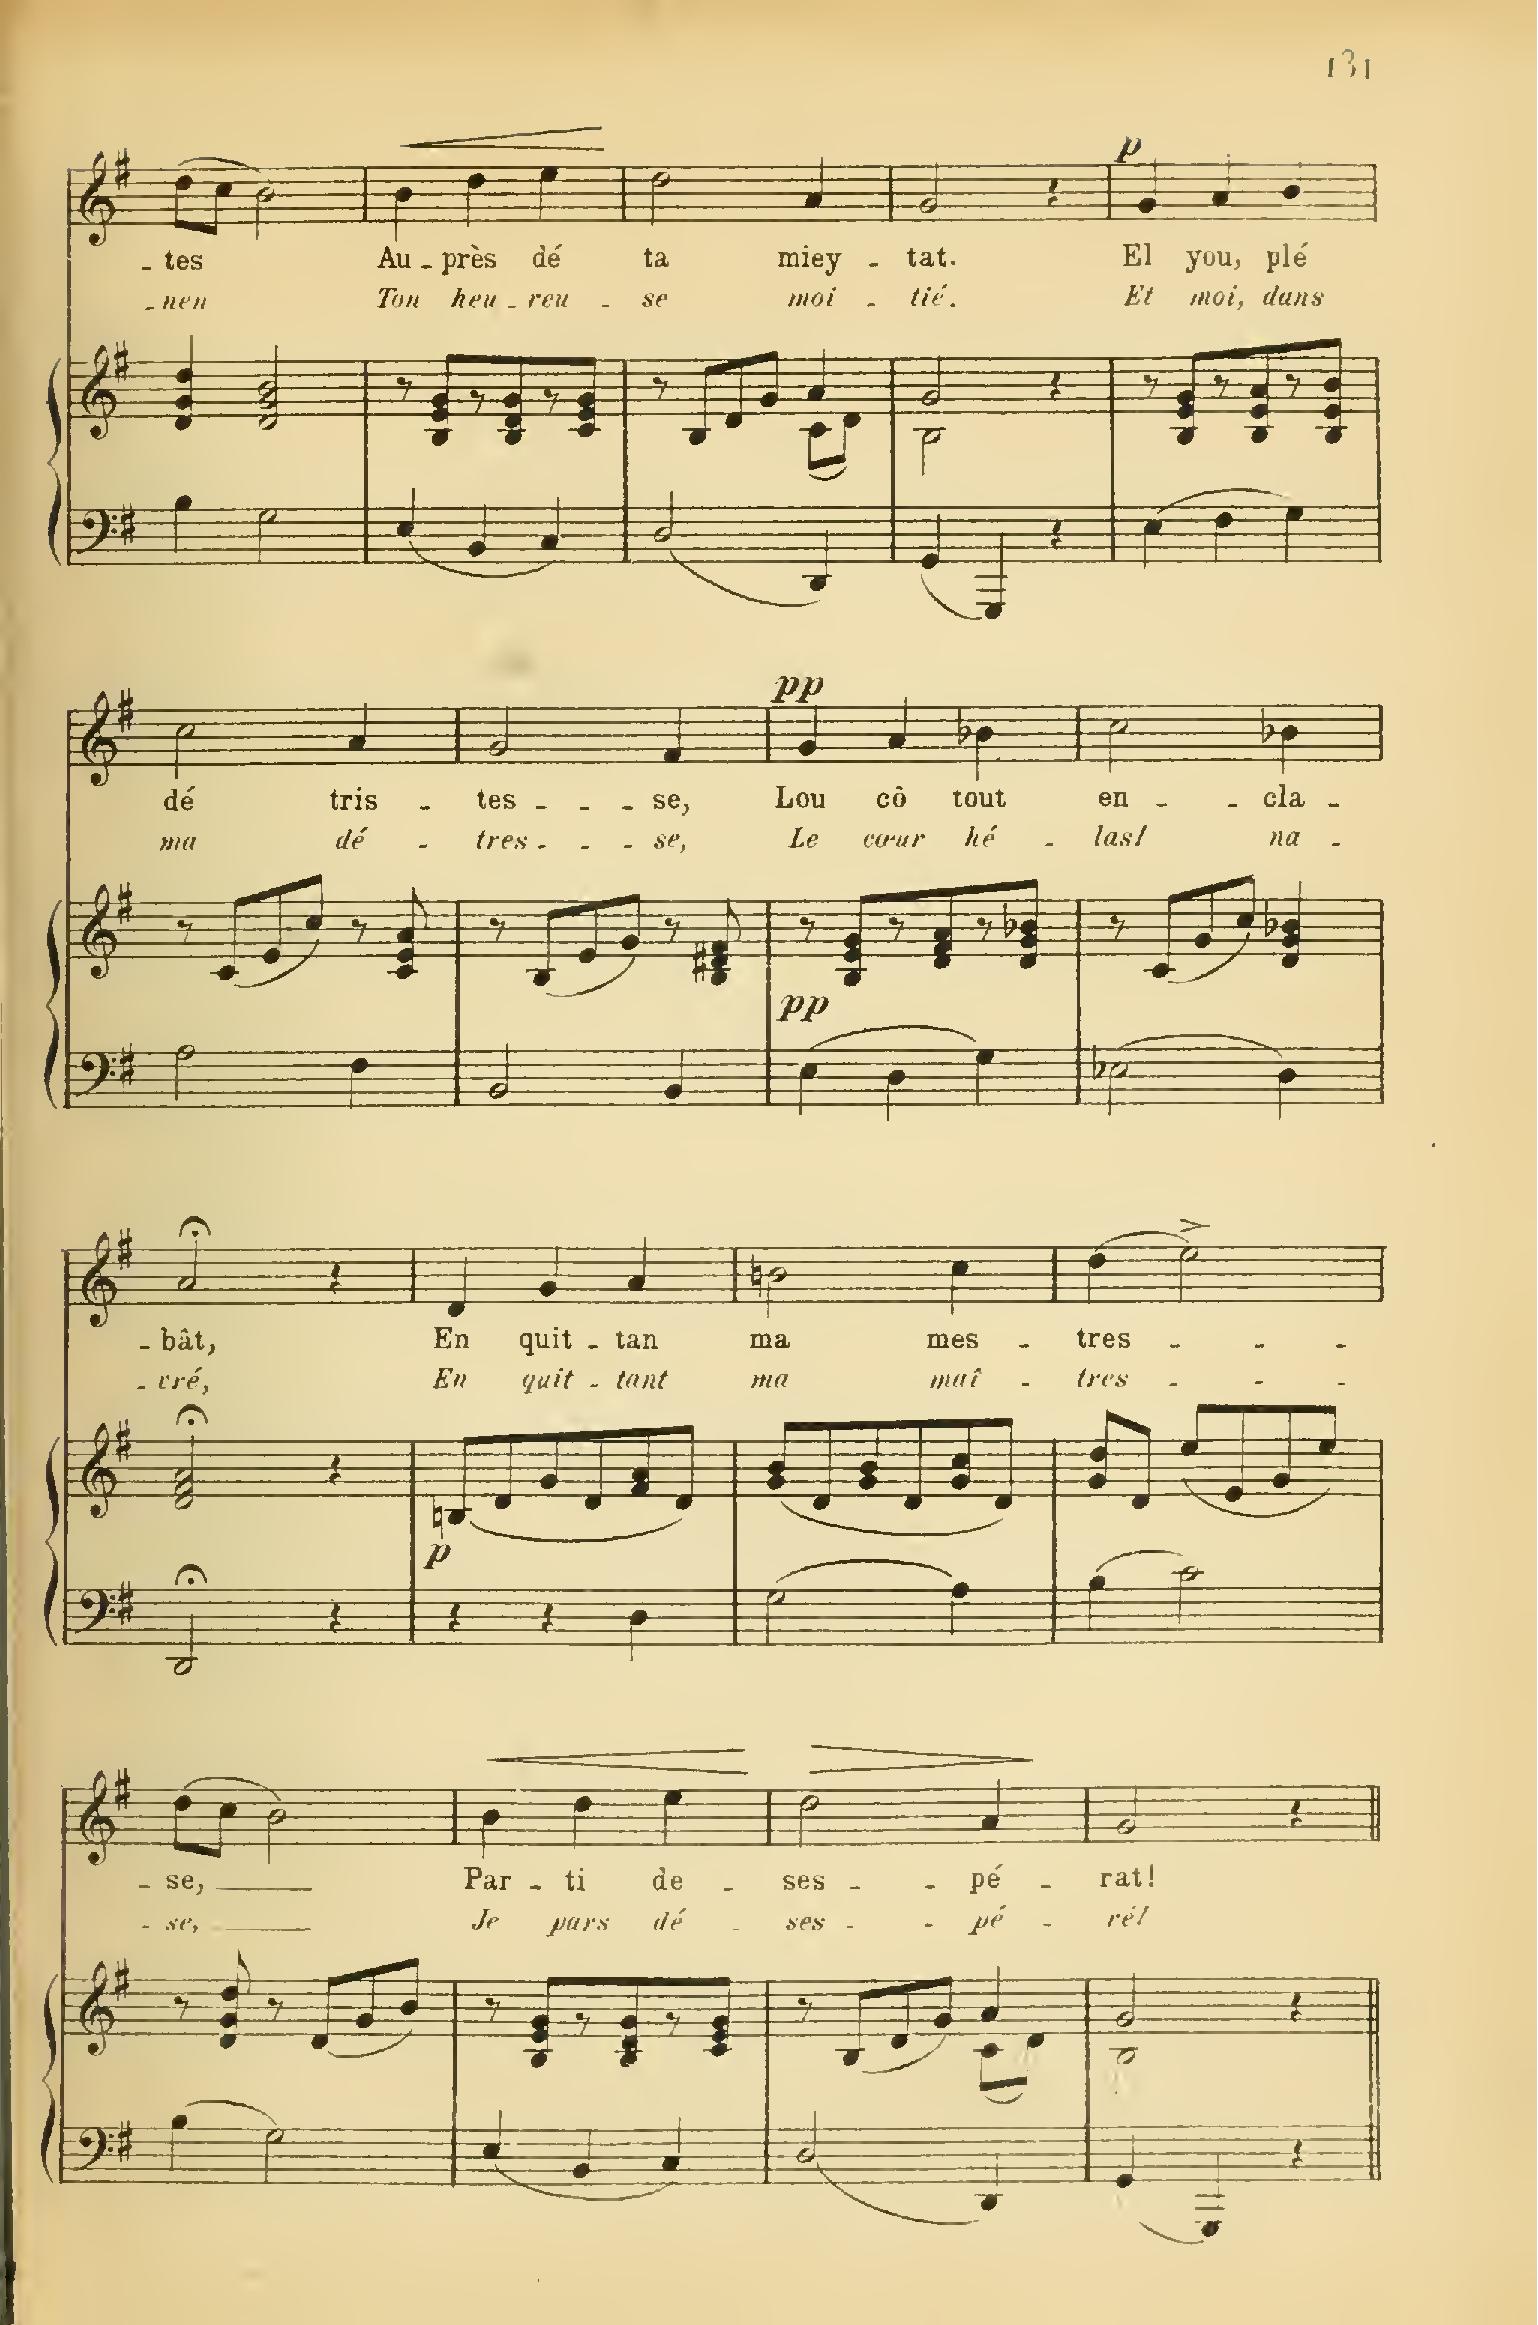 131
p
_ tes Au _ près dé ta miey _ tat. El you, plé
_ nen Ton heu _ reu _ se moi _ tié. Et moi, dans
pp
dé tris _ tes _ _ _ se, Lou cô tout en _ _ cla _
ma dé _ tres _ _ _ se, Le cœur hé _ las! na _
pp
_ bât, En quit _ tan ma mes _ tres _ _ _
_ vré, En quit _ tant ma maî _ tres _ _ _
p
_ se, Par _ ti de _ ses _ _ pé _ rat!
_ se, Je pars dé _ ses _ _ pé _ ré!